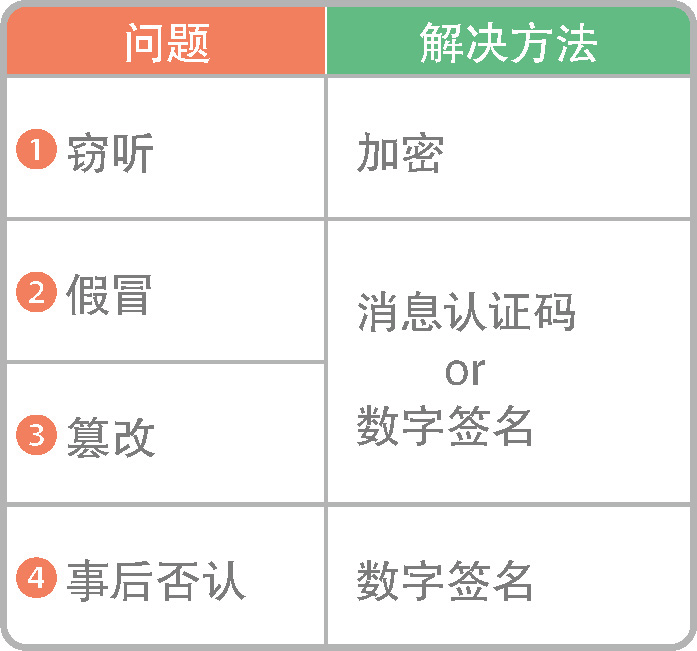 问题
解决方法
1 窃听
加密
2 假冒
消息认证码
or
数字签名
3 篡改
4 事后否认
数字签名